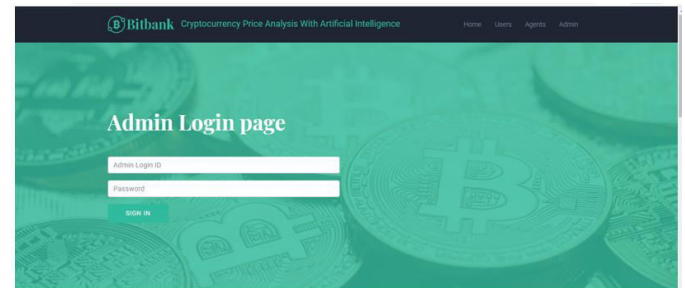 Bitbank Cryptocurrency Price Analysis With Artificial Intelligence
Home Users Agents Admin
Admin Login page
Admin Login ID
Password
SIGN IN